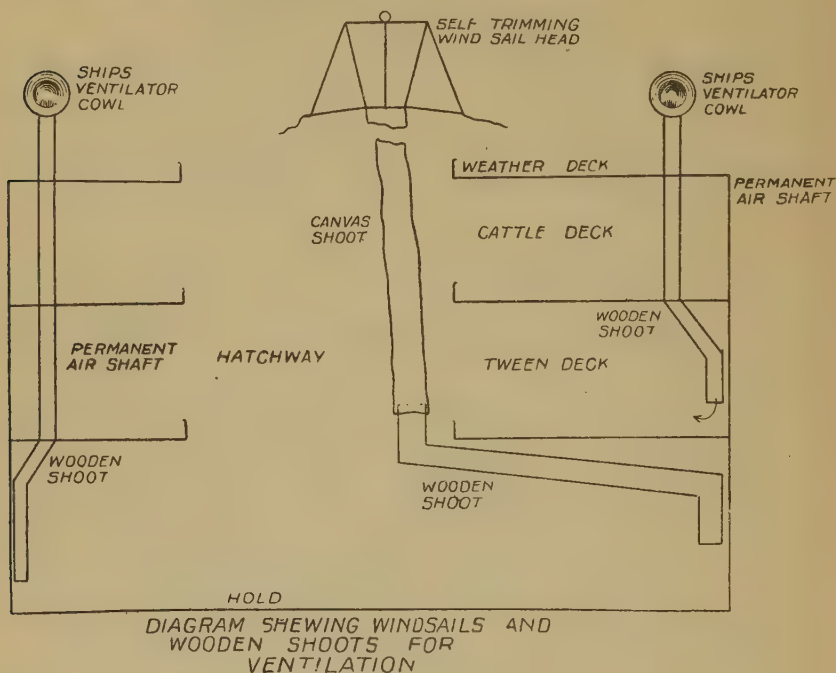 SELF TRIMMING
WIND SAIL HEAD
SHIPS
VENTILATOR
COWL
SHIPS
VENTILATOR
COWL
WEATHER DECK
PERMANENT
AIR SHAFT
CANVAS
SHOOT
CATTLE DECK
WOODEN
SHOOT
PERMANENT
AIR SHAFT
HATCHWAY
TWEEN DECK
WOODEN
SHOOT
WOODEN
SHOOT
HOLD
DIAGRAM SHEWING WINDSAILS AND
WOODEN SHOOTS FOR
VENTILATION